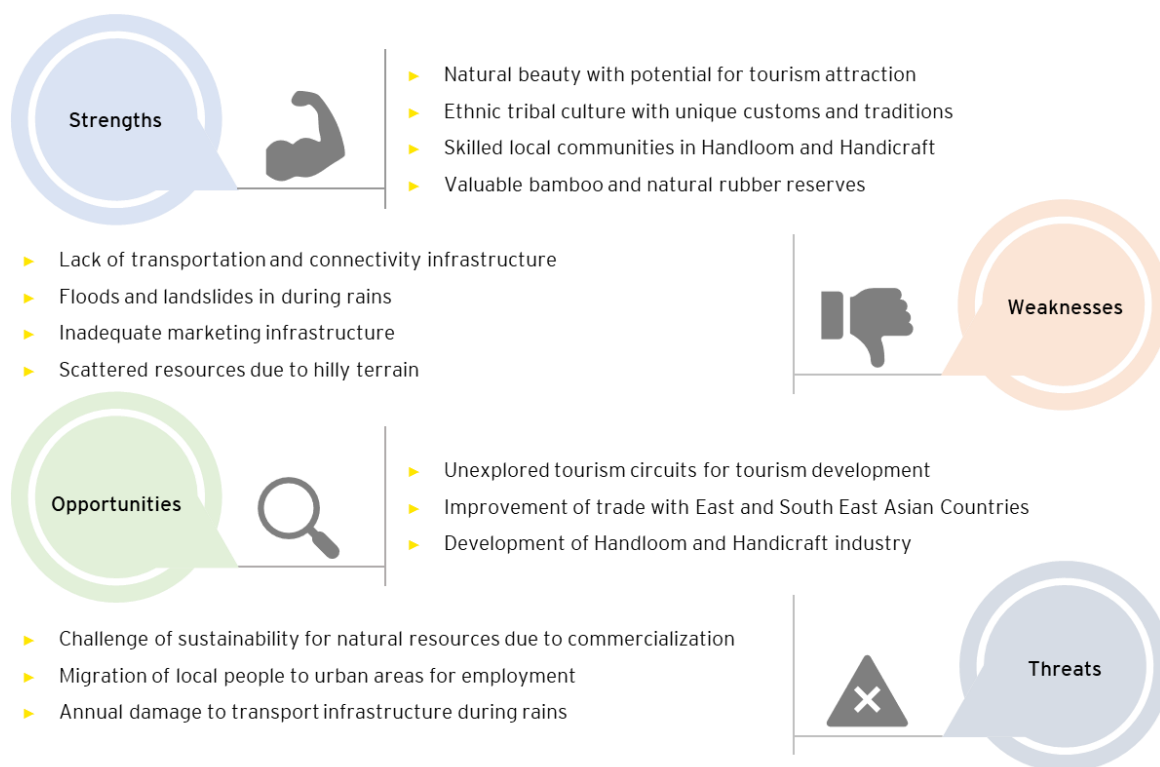 Strengths
Natural beauty with potential for tourism attraction
Ethnic tribal culture with unique customs and traditions
Skilled local communities in Handloom and Handicraft
Valuable bamboo and natural rubber reserves
Weaknesses
Lack of transportation and connectivity infrastructure
Floods and landslides in during rains
Inadequate marketing infrastructure
Scattered resources due to hilly terrain
Opportunities
Unexplored tourism circuits for tourism development
Improvement of trade with East and South East Asian Countries
Development of Handloom and Handicraft industry
Threats
Challenge of sustainability for natural resources due to commercialization
Migration of local people to urban areas for employment
Annual damage to transport infrastructure during rains